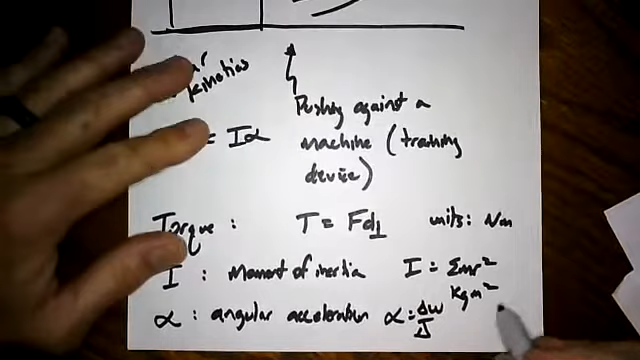 kinetics
Pushing against a
= Iα
machine (training
device)
Torque : T = Fd⊥ units: Nm
I : Moment of inertia I = Σmr²
kgm²
α : angular acceleration α = Δω